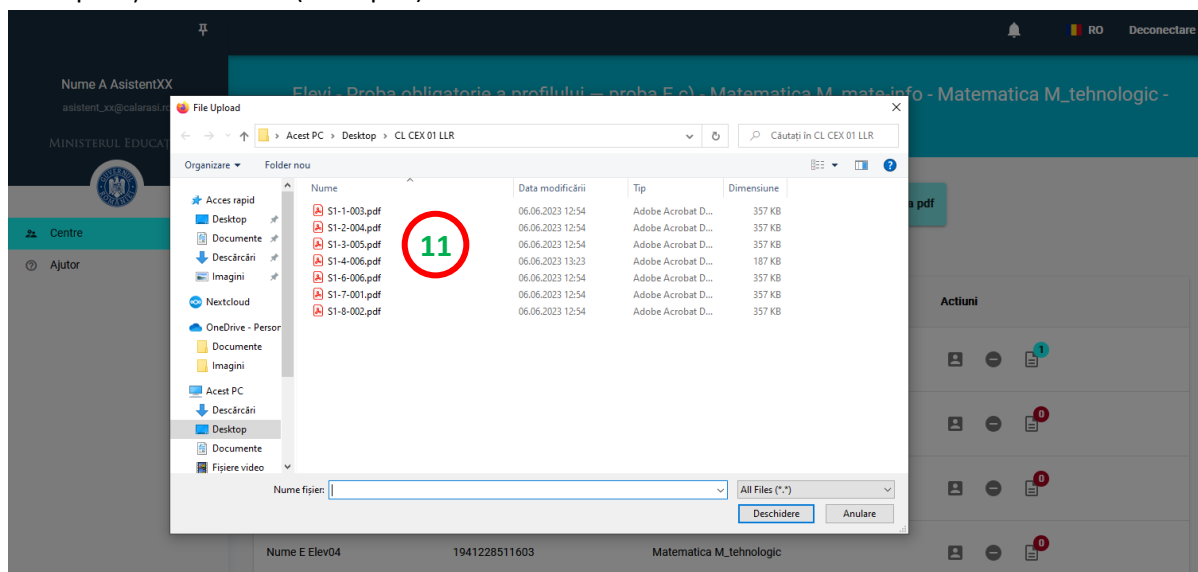 RO Deconectare
Nume A AsistentXX
Elevi - Proba obligatorie a profilului — proba E c) - Matematica M_mate-info - Matematica M_tehnologic -
asistent_xx@calarasi.ro
MINISTERUL EDUCAȚ
File Upload
Acest PC > Desktop > CL CEX 01 LLR
Căutați în CL CEX 01 LLR
Organizare Folder nou
Nume Data modificării Tip Dimensiune
S1-1-003.pdf 06.06.2023 12:54 Adobe Acrobat D... 357 KB
S1-2-004.pdf 06.06.2023 12:54 Adobe Acrobat D... 357 KB
S1-3-005.pdf 06.06.2023 12:54 Adobe Acrobat D... 357 KB
S1-4-006.pdf 06.06.2023 13:23 Adobe Acrobat D... 187 KB
S1-6-006.pdf 06.06.2023 12:54 Adobe Acrobat D... 357 KB
S1-7-001.pdf 06.06.2023 12:54 Adobe Acrobat D... 357 KB
S1-8-002.pdf 06.06.2023 12:54 Adobe Acrobat D... 357 KB
11
Acces rapid
Desktop
Documente
Descărcări
Imagini
Nextcloud
OneDrive - Person
Documente
Imagini
Acest PC
Descărcări
Desktop
Documente
Fișiere video
Nume fișier:
All Files (*.*)
Deschidere Anulare
Centre
Ajutor
a pdf
Actiuni
1
0
0
Nume E Elev04 1941228511603 Matematica M_tehnologic
0